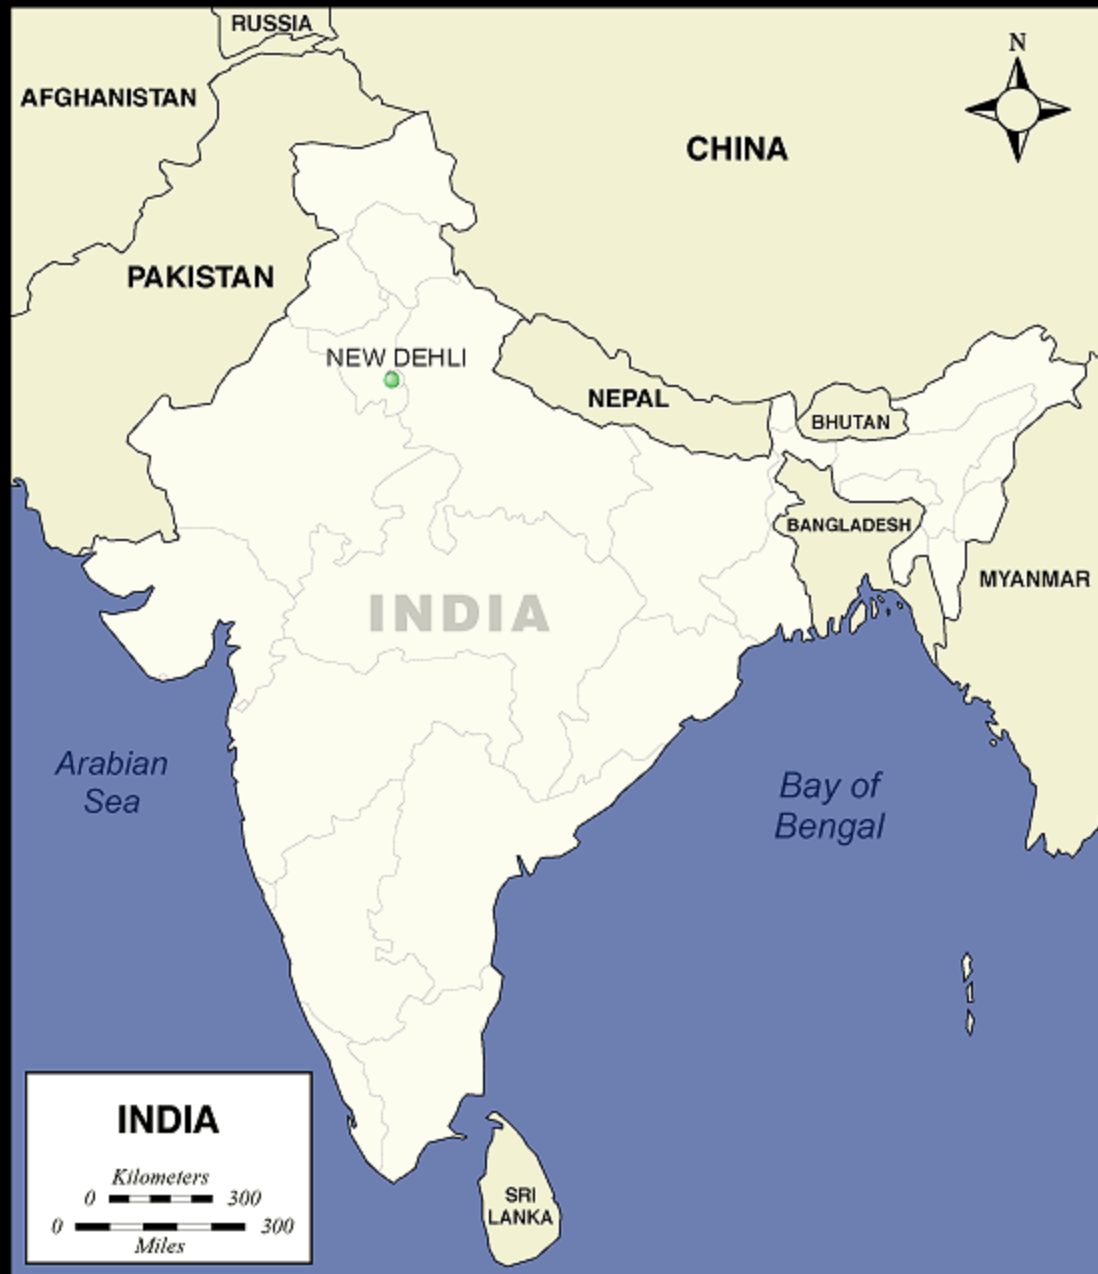 RUSSIA
N
AFGHANISTAN
CHINA
PAKISTAN
NEW DEHLI
NEPAL
BHUTAN
BANGLADESH
MYANMAR
INDIA
Arabian
Sea
Bay of
Bengal
INDIA
Kilometers
0 300
0 300
Miles
SRI
LANKA